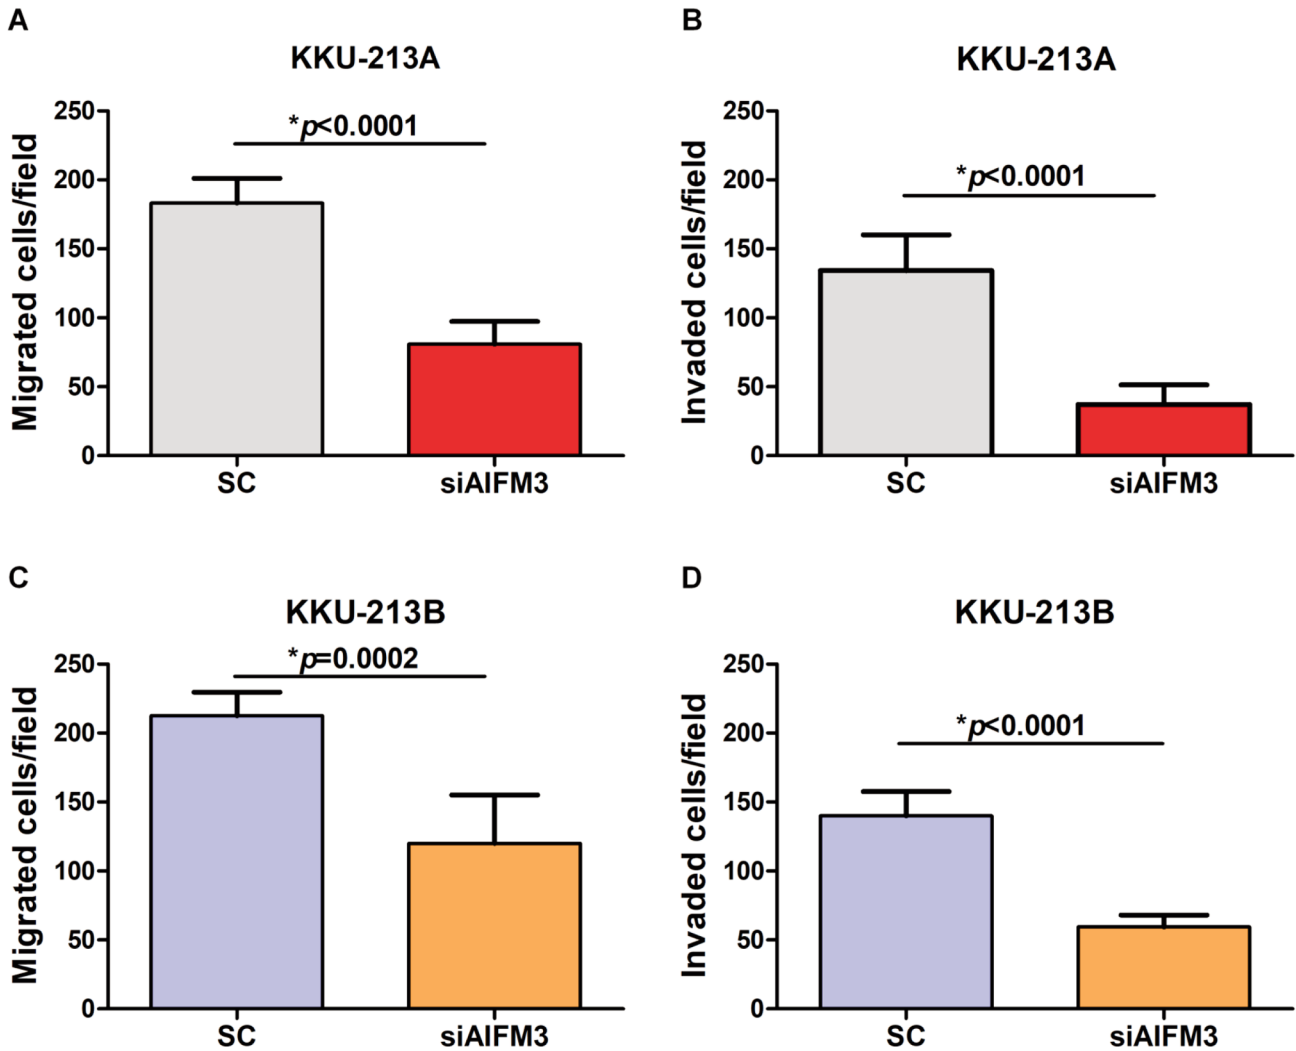 A
KKU-213A
Migrated cells/field
250
200
150
100
50
0
*p<0.0001
SC
siAIFM3
B
KKU-213A
Invaded cells/field
250
200
150
100
50
0
*p<0.0001
SC
siAIFM3
C
KKU-213B
Migrated cells/field
250
200
150
100
50
0
*p=0.0002
SC
siAIFM3
D
KKU-213B
Invaded cells/field
250
200
150
100
50
0
*p<0.0001
SC
siAIFM3